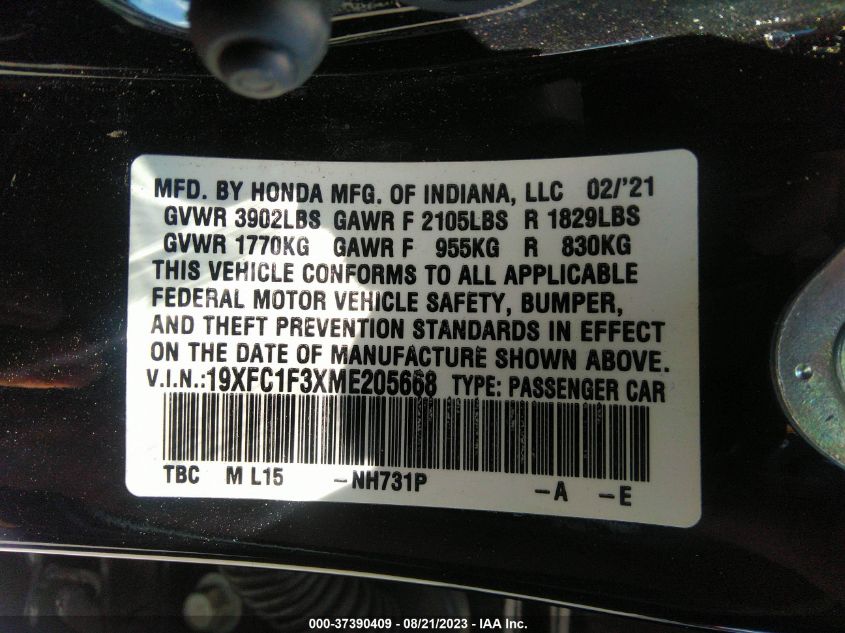 MFD. BY HONDA MFG. OF INDIANA, LLC 02/'21
GVWR 3902LBS GAWR F 2105LBS R 1829LBS
GVWR 1770KG GAWR F 955KG R 830KG
THIS VEHICLE CONFORMS TO ALL APPLICABLE
FEDERAL MOTOR VEHICLE SAFETY, BUMPER,
AND THEFT PREVENTION STANDARDS IN EFFECT
ON THE DATE OF MANUFACTURE SHOWN ABOVE.
V.I.N.:19XFC1F3XME205668 TYPE: PASSENGER CAR
TBC M L15 -NH731P -A -E
000-37390409 - 08/21/2023 - IAA Inc.